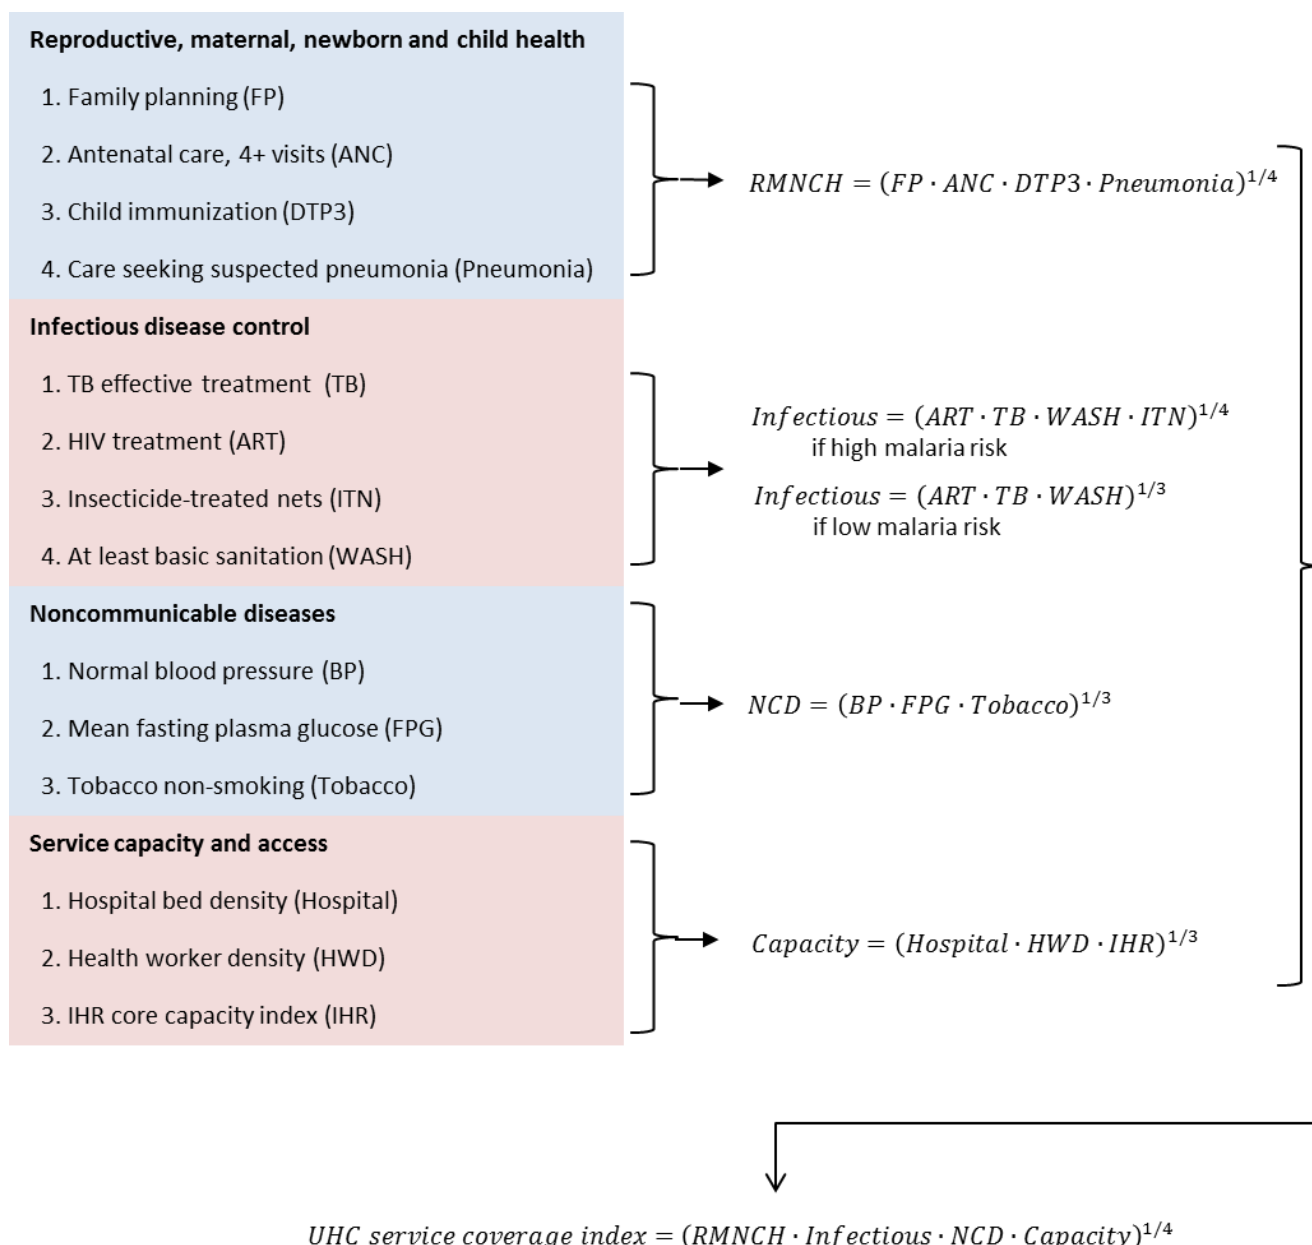 Reproductive, maternal, newborn and child health
1. Family planning (FP)
2. Antenatal care, 4+ visits (ANC)
3. Child immunization (DTP3)
4. Care seeking suspected pneumonia (Pneumonia)
RMNCH = (FP · ANC · DTP3 · Pneumonia)^{1/4}
Infectious disease control
1. TB effective treatment (TB)
2. HIV treatment (ART)
3. Insecticide-treated nets (ITN)
4. At least basic sanitation (WASH)
Infectious = (ART · TB · WASH · ITN)^{1/4}
if high malaria risk
Infectious = (ART · TB · WASH)^{1/3}
if low malaria risk
Noncommunicable diseases
1. Normal blood pressure (BP)
2. Mean fasting plasma glucose (FPG)
3. Tobacco non-smoking (Tobacco)
NCD = (BP · FPG · Tobacco)^{1/3}
Service capacity and access
1. Hospital bed density (Hospital)
2. Health worker density (HWD)
3. IHR core capacity index (IHR)
Capacity = (Hospital · HWD · IHR)^{1/3}
UHC service coverage index = (RMNCH · Infectious · NCD · Capacity)^{1/4}